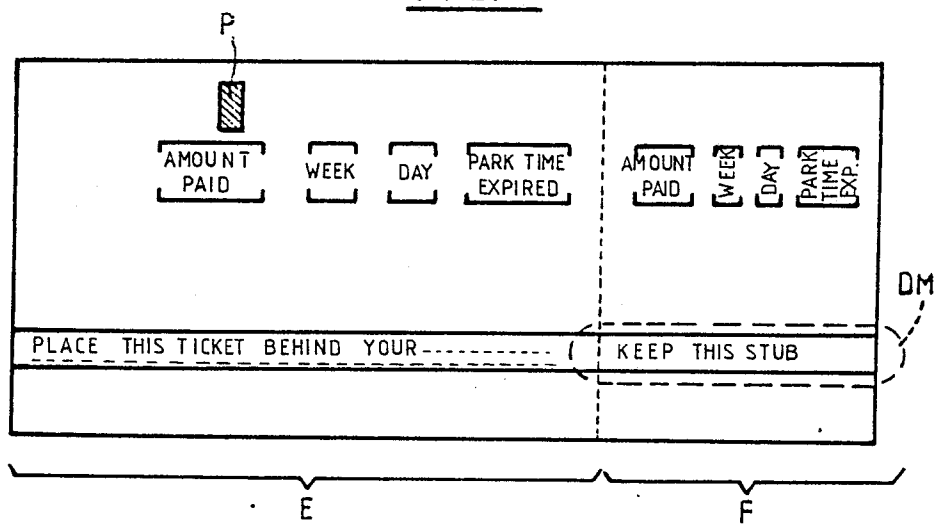 P
AMOUNT PAID WEEK DAY PARK TIME EXPIRED AMOUNT PAID WEEK DAY PARK TIME EXP.
DM
PLACE THIS TICKET BEHIND YOUR KEEP THIS STUB
E F